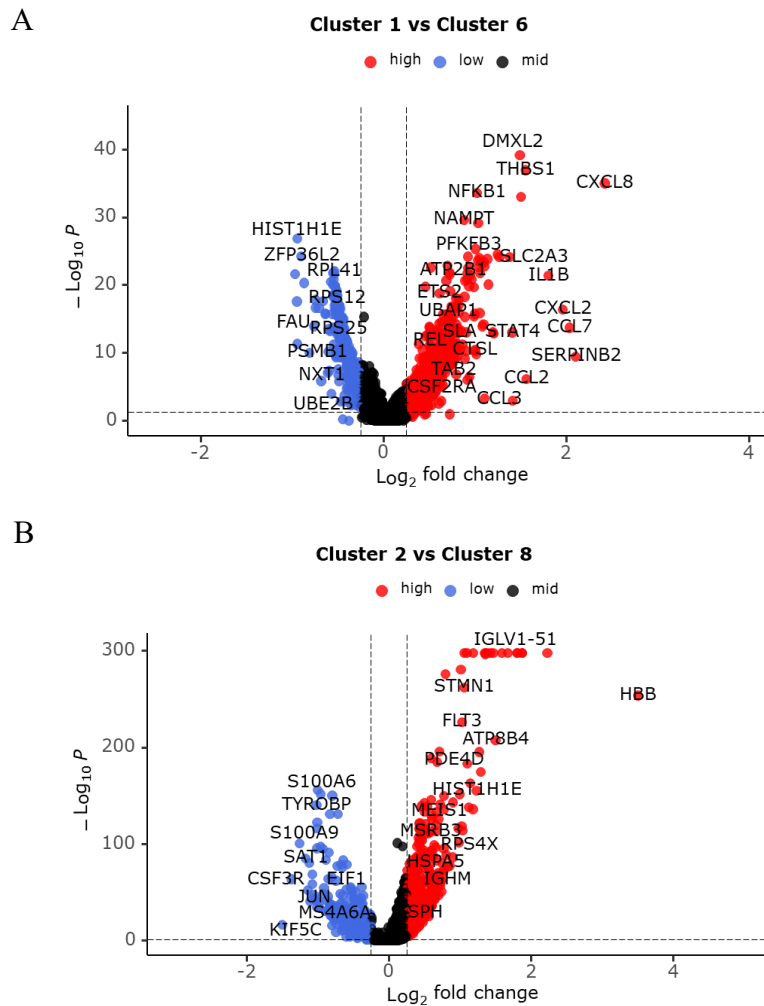 A
Cluster 1 vs Cluster 6
high low mid
DMXL2
THBS1
CXCL8
NFKB1
NAMPT
HIST1H1E
PFKFB3
ZFP36L2
SLC2A3
RPL41
ATP2B1
IL1B
ETS2
RPS12
UBAP1
CXCL2
FAU
RPS25
SLA
STAT4
CCL7
REL
PSMB1
CTSL
SERPINB2
NXT1
TAB2
CCL2
CSF2RA
UBE2B
CCL3
40
30
20
10
0
− Log10 P
-2 0 2 4
Log2 fold change
B
Cluster 2 vs Cluster 8
high low mid
IGLV1-51
STMN1
HBB
FLT3
ATP8B4
PDE4D
S100A6
HIST1H1E
TYROBP
MEIS1
S100A9
MSRB3
RPS4X
SAT1
HSPA5
CSF3R
EIF1
IGHM
JUN
MS4A6A
SPH
KIF5C
300
200
100
0
− Log10 P
-2 0 2 4
Log2 fold change